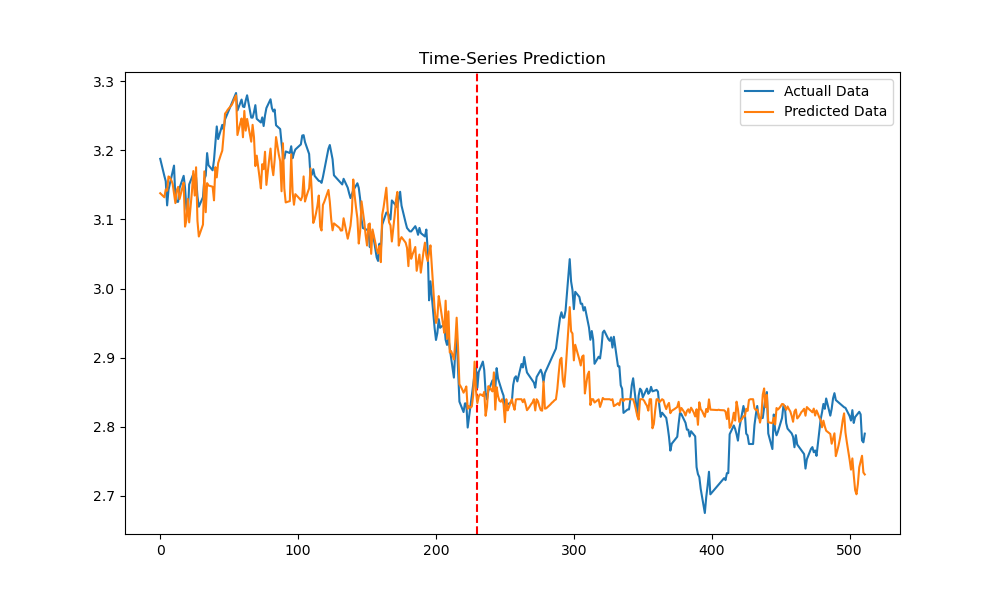 Time-Series Prediction
Actuall Data
Predicted Data
3.3
3.2
3.1
3.0
2.9
2.8
2.7
0 100 200 300 400 500